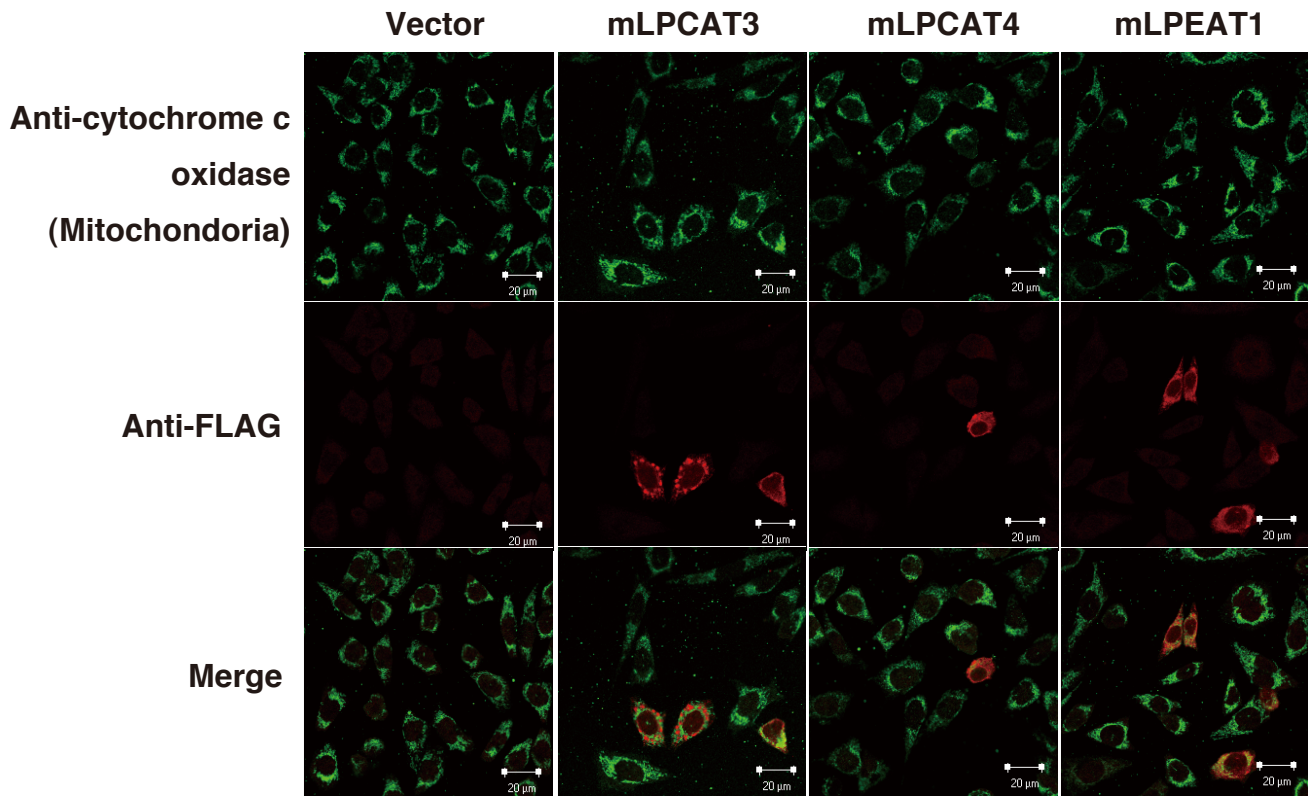 Vector mLPCAT3 mLPCAT4 mLPEAT1
Anti-cytochrome c
oxidase
(Mitochondoria)
20 µm 20 µm 20 µm 20 µm
Anti-FLAG
20 µm 20 µm 20 µm 20 µm
Merge
20 µm 20 µm 20 µm 20 µm